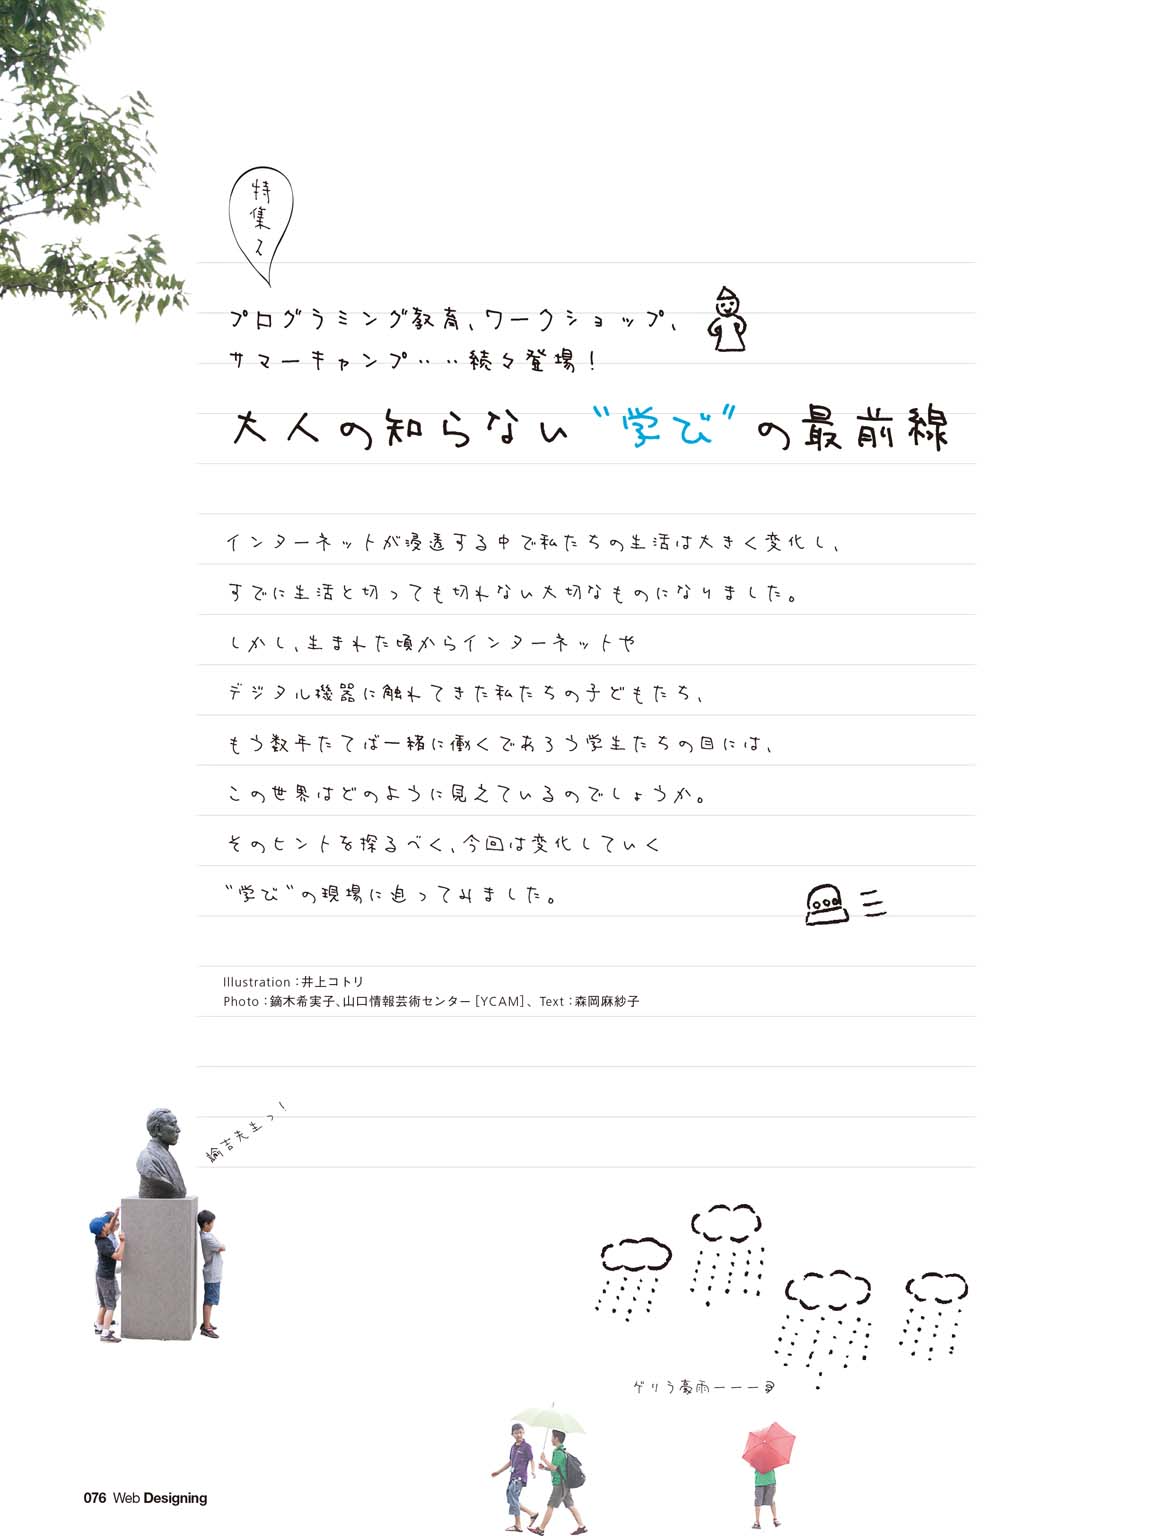 特集2
プログラミング教育、ワークショップ、
サマーキャンプ‥‥続々登場！
大人の知らない“学び”の最前線
インターネットが浸透する中で私たちの生活は大きく変化し、
すでに生活と切っても切れない大切なものになりました。
しかし、生まれた頃からインターネットや
デジタル機器に触れてきた私たちの子どもたち、
もう数年たてば一緒に働くであろう学生たちの目には、
この世界はどのように見えているのでしょうか。
そのヒントを探るべく、今回は変化していく
“学び”の現場に迫ってみました。
Illustration：井上コトリ
Photo：鏑木希実子、山口情報芸術センター［YCAM］、Text：森岡麻紗子
諭吉先生っ！
ゲリラ豪雨ーーー
076 Web Designing